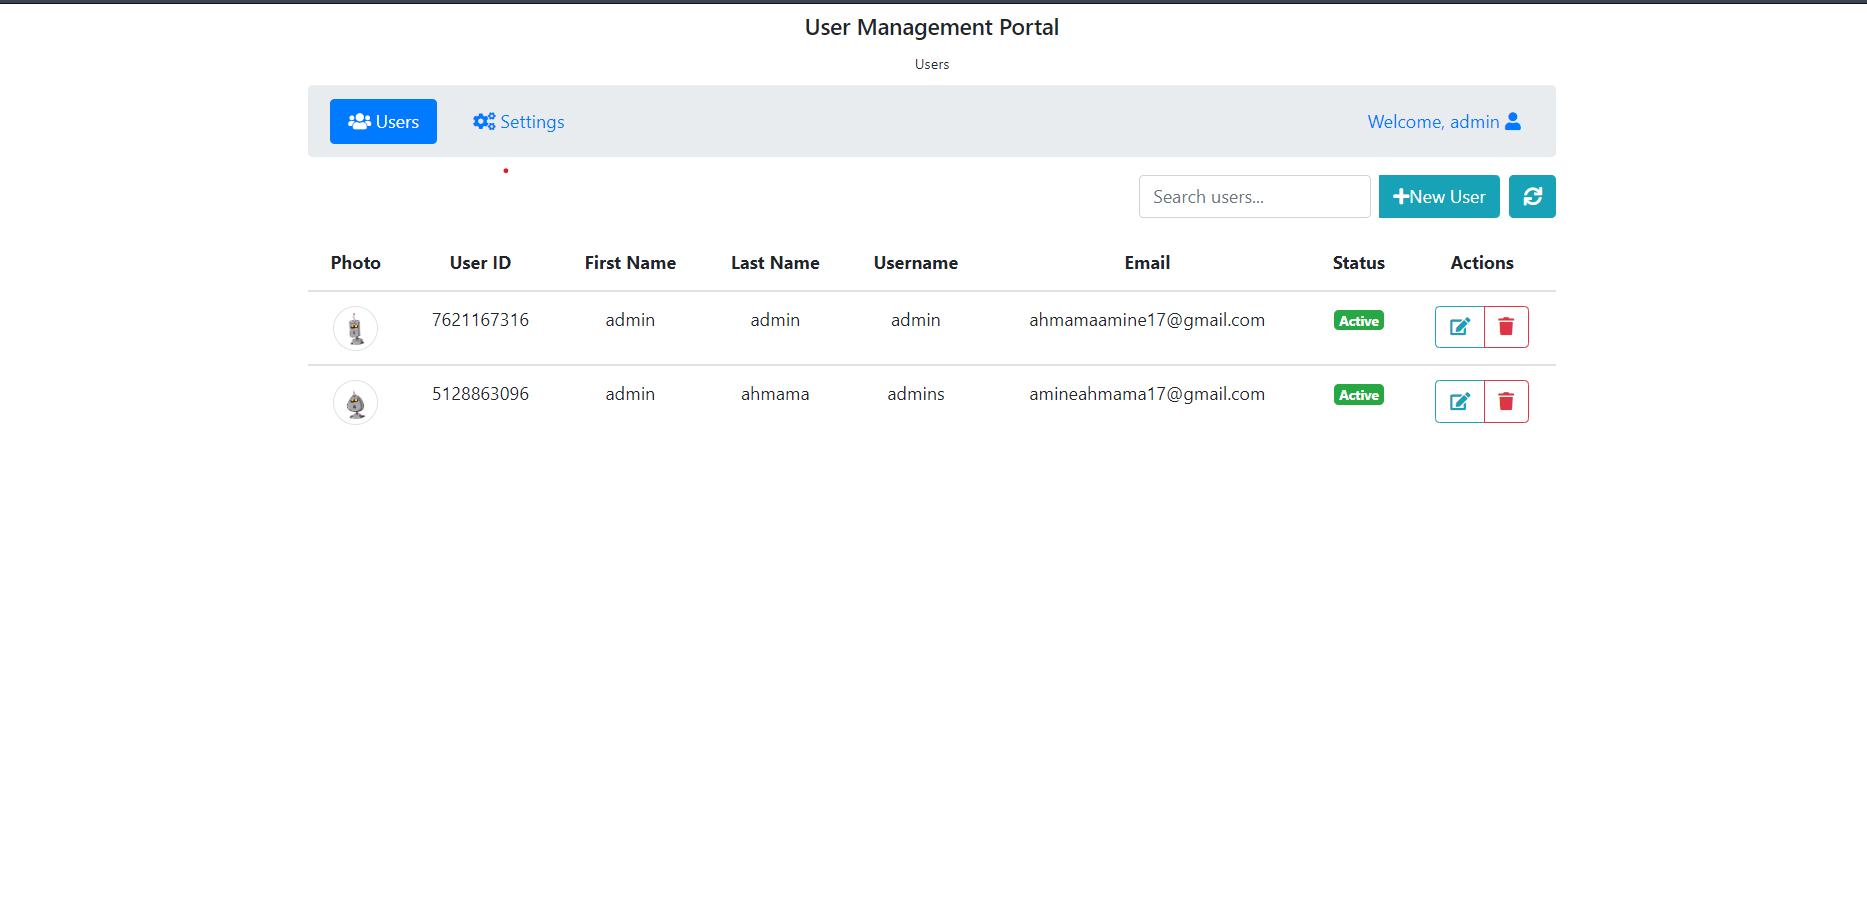 User Management Portal
Users
Users Settings Welcome, admin
Search users... New User
Photo User ID First Name Last Name Username Email Status Actions
7621167316 admin admin admin ahmamaamine17@gmail.com Active
5128863096 admin ahmama admins amineahmama17@gmail.com Active